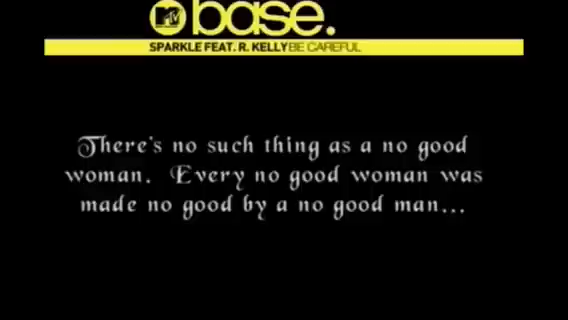 MTV base.
SPARKLE FEAT. R. KELLY BE CAREFUL
There's no such thing as a no good
woman. Every no good woman was
made no good by a no good man...